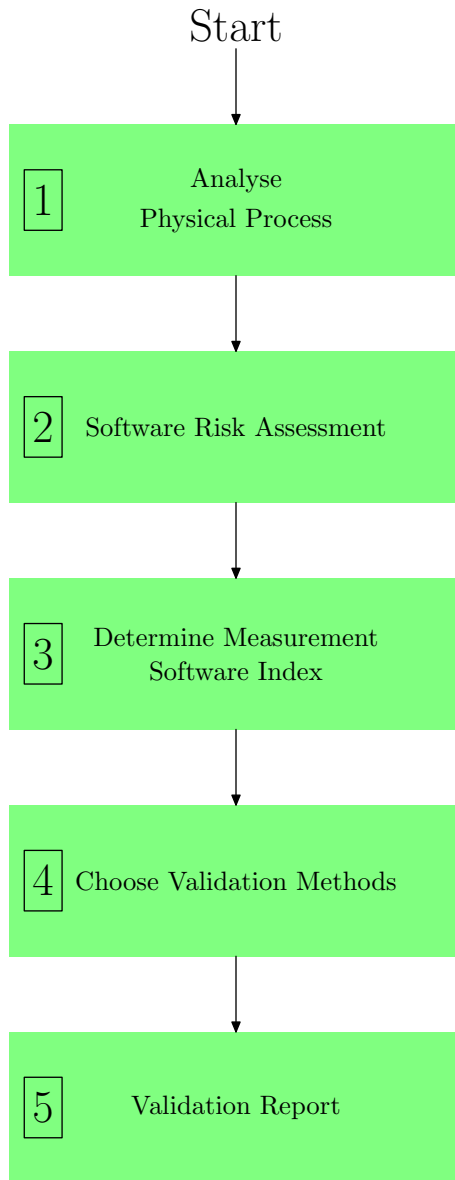 Start
1
Analyse
Physical Process
2
Software Risk Assessment
3
Determine Measurement
Software Index
4
Choose Validation Methods
5
Validation Report